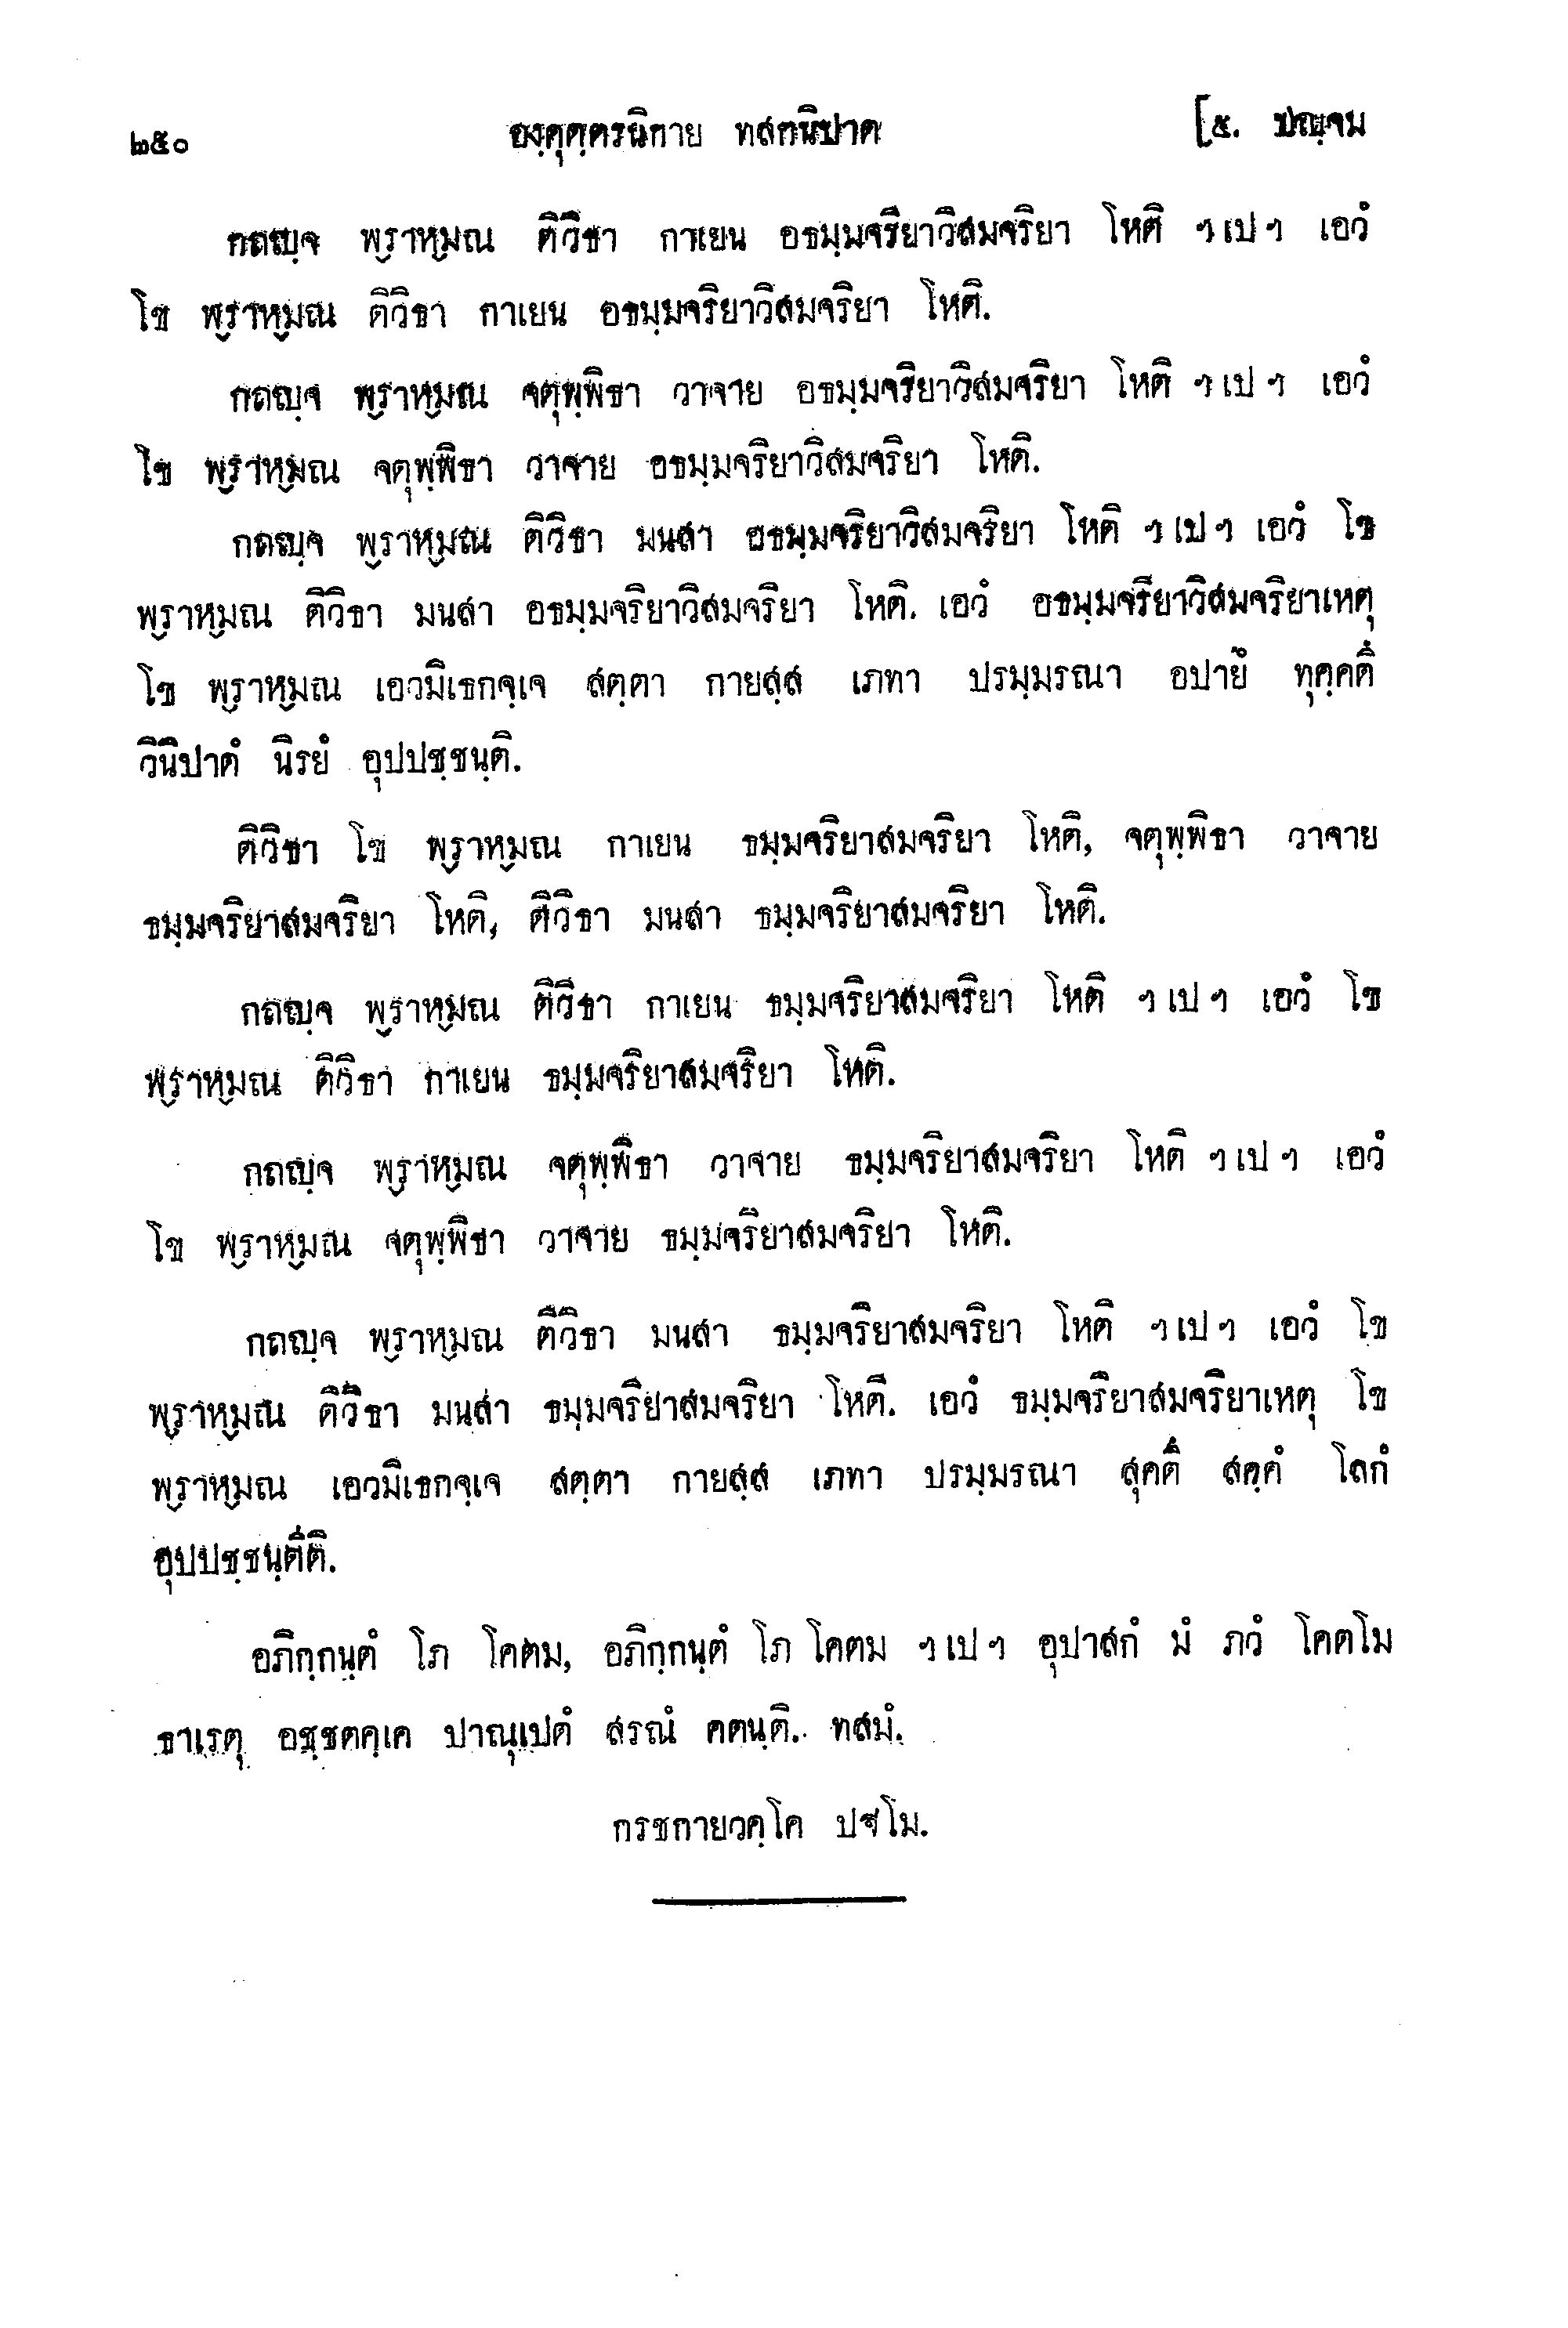 ๒๕๐ องฺคุตฺตรนิกาย ทสกนิปาต [๕. ปญฺจม
กถญฺจ พฺราหฺมณ ติวิธา กาเยน อธมฺมจริยาวิสมจริยา โหติ ฯเปฯ เอวํ
โข พฺราหฺมณ ติวิธา กาเยน อธมฺมจริยาวิสมจริยา โหติ.
กถญฺจ พฺราหฺมณ จตุพฺพิธา วาจาย อธมฺมจริยาวิสมจริยา โหติ ฯเปฯ เอวํ
โข พฺราหฺมณ จตุพฺพิธา วาจาย อธมฺมจริยาวิสมจริยา โหติ.
กถญฺจ พฺราหฺมณ ติวิธา มนสา อธมฺมจริยาวิสมจริยา โหติ ฯเปฯ เอวํ โข
พฺราหฺมณ ติวิธา มนสา อธมฺมจริยาวิสมจริยา โหติ. เอวํ อธมฺมจริยาวิสมจริยาเหตุ
โข พฺราหฺมณ เอวมิเธกจฺเจ สตฺตา กายสฺส เภทา ปรมฺมรณา อปายํ ทุคฺคตึ
วินิปาตํ นิรยํ อุปปชฺชนฺติ.
ติวิธา โข พฺราหฺมณ กาเยน ธมฺมจริยาสมจริยา โหติ, จตุพฺพิธา วาจาย
ธมฺมจริยาสมจริยา โหติ, ติวิธา มนสา ธมฺมจริยาสมจริยา โหติ.
กถญฺจ พฺราหฺมณ ติวิธา กาเยน ธมฺมจริยาสมจริยา โหติ ฯเปฯ เอวํ โข
พฺราหฺมณ ติวิธา กาเยน ธมฺมจริยาสมจริยา โหติ.
กถญฺจ พฺราหฺมณ จตุพฺพิธา วาจาย ธมฺมจริยาสมจริยา โหติ ฯเปฯ เอวํ
โข พฺราหฺมณ จตุพฺพิธา วาจาย ธมฺมจริยาสมจริยา โหติ.
กถญฺจ พฺราหฺมณ ติวิธา มนสา ธมฺมจริยาสมจริยา โหติ ฯเปฯ เอวํ โข
พฺราหฺมณ ติวิธา มนสา ธมฺมจริยาสมจริยา โหติ. เอวํ ธมฺมจริยาสมจริยาเหตุ โข
พฺราหฺมณ เอวมิเธกจฺเจ สตฺตา กายสฺส เภทา ปรมฺมรณา สุคตึ สคฺคํ โลกํ
อุปปชฺชนฺตีติ.
อภิกฺกนฺตํ โภ โคตม, อภิกฺกนฺตํ โภ โคตม ฯเปฯ อุปาสกํ มํ ภวํ โคตโม
ธาเรตุ อชฺชตคฺเค ปาณุเปตํ สรณํ คตนฺติ. ทสมํ.
กรชกายวคฺโค ปฐโม.